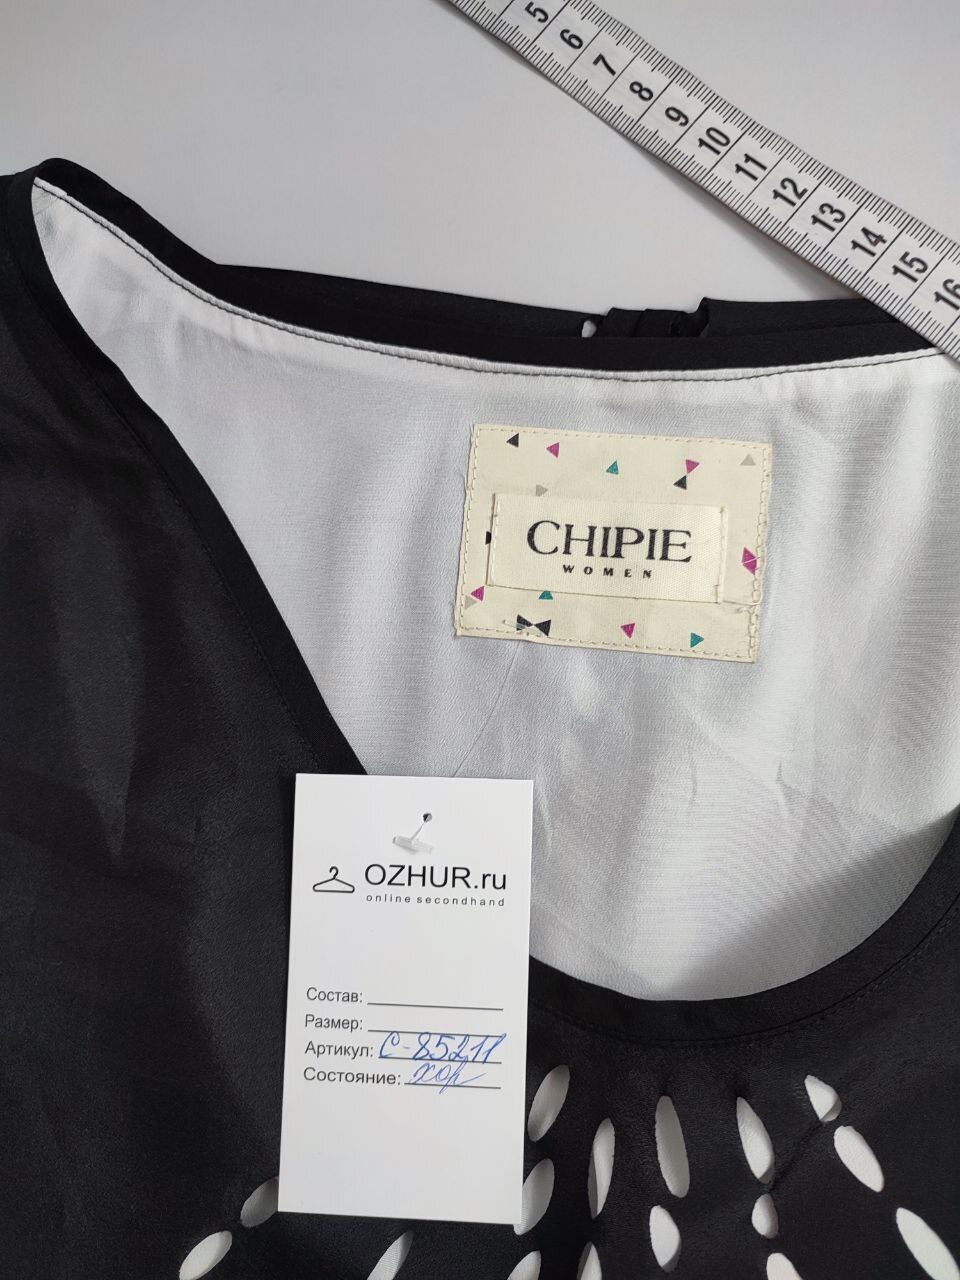 5 6 7 8 9 10 11 12 13 14 15 16
CHIPIE
WOMEN
OZHUR.ru
online secondhand
Состав:
Размер:
Артикул: С-85211
Состояние: хор